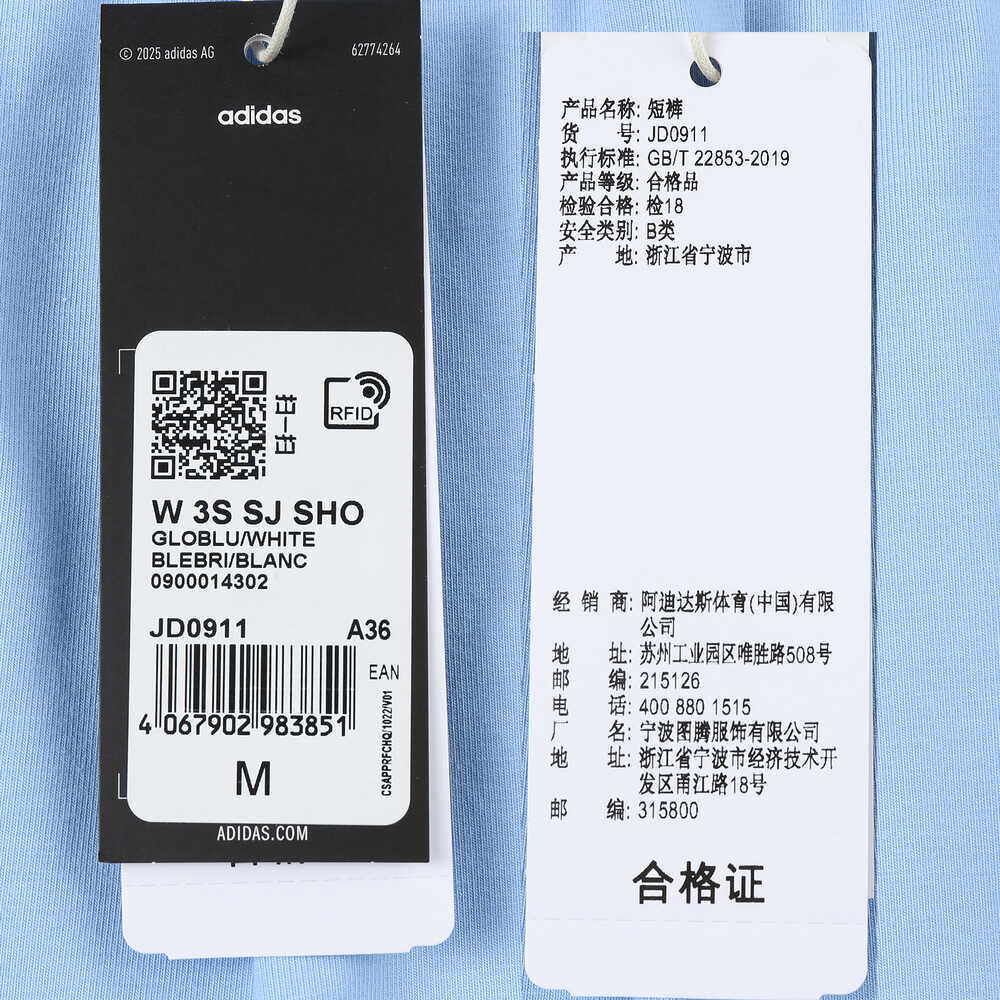 © 2025 adidas AG
62774264
adidas
扫一扫
RFID
W 3S SJ SHO
GLOBLU/WHITE
BLEBRI/BLANC
0900014302
JD0911 A36
EAN
4 067902 983851
CSAPPRFCHQ/1022/V01
M
ADIDAS.COM
产品名称: 短裤
货 号: JD0911
执行标准: GB/T 22853-2019
产品等级: 合格品
检验合格: 检18
安全类别: B类
产 地: 浙江省宁波市
经 销 商: 阿迪达斯体育(中国)有限
公司
地 址: 苏州工业园区唯胜路508号
邮 编: 215126
电 话: 400 880 1515
厂 名: 宁波图腾服饰有限公司
地 址: 浙江省宁波市经济技术开
发区甬江路18号
邮 编: 315800
合格证